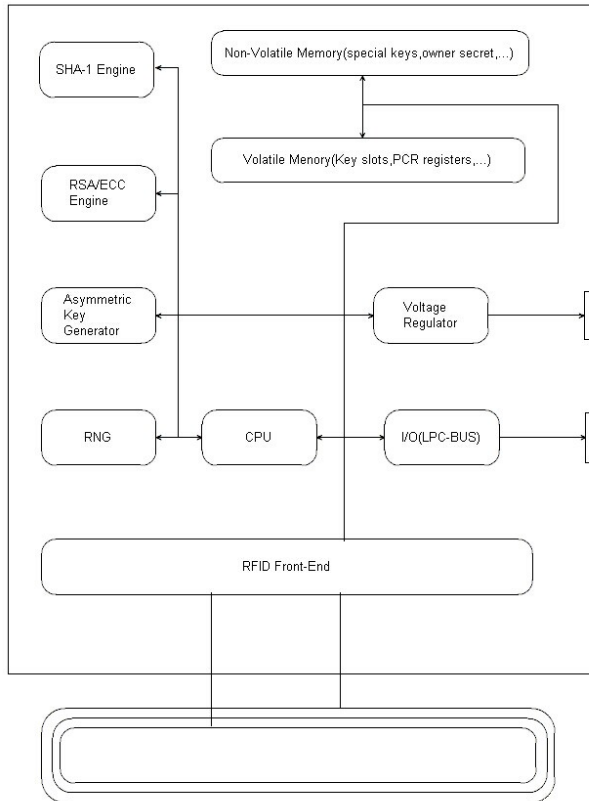 Non-Volatile Memory(special keys,owner secret,...)
SHA-1 Engine
Volatile Menory(Key slots,PCR registers,...)
RSA/ECC
Engine
Asymmetric
Key
Generator
Voltage
Regulator
RNG
CPU
I/O(LPC-BUS)
RFID Front-End